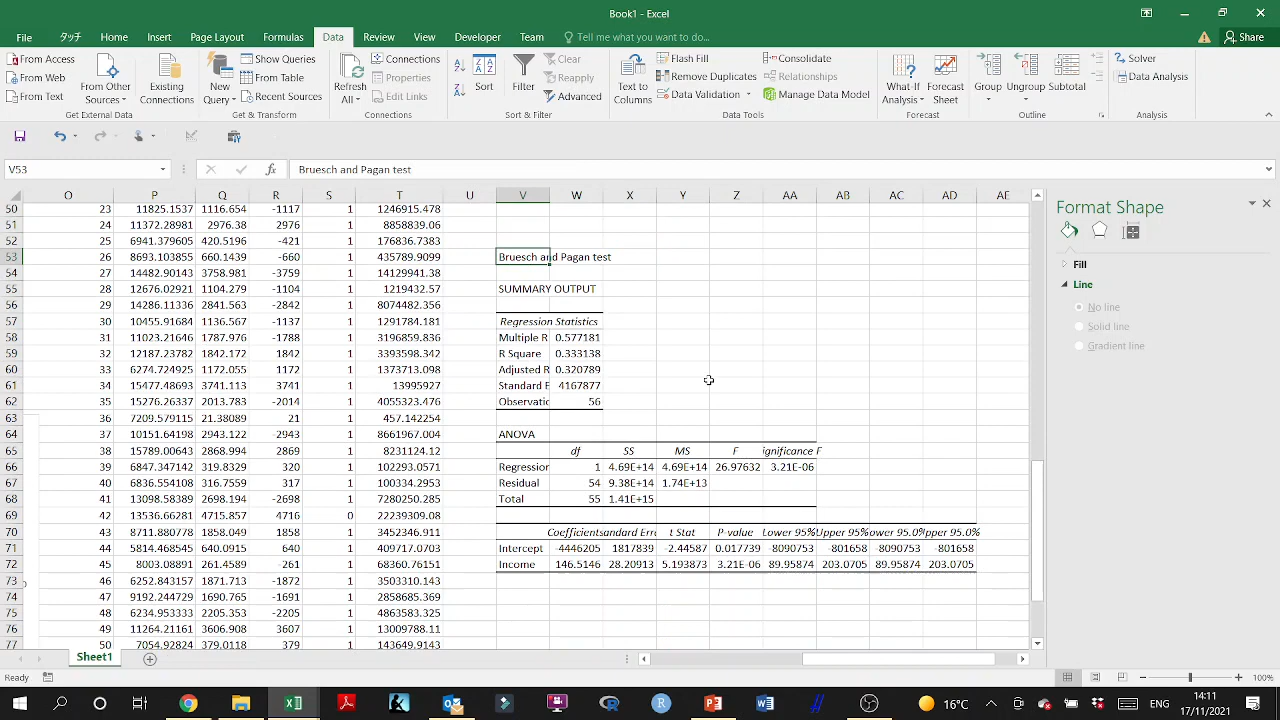 Book1 - Excel
File タッチ Home Insert Page Layout Formulas Data Review View Developer Team Tell me what you want to do... Share
From Access From Web From Text From Other Sources Existing Connections New Query Show Queries From Table Recent Sources Refresh All Connections Properties Edit Links Sort Filter Clear Reapply Advanced Text to Columns Flash Fill Remove Duplicates Data Validation Consolidate Relationships Manage Data Model What-If Analysis Forecast Sheet Group Ungroup Subtotal Solver Data Analysis
Get External Data Get & Transform Connections Sort & Filter Data Tools Forecast Outline Analysis
V53 fx Bruesch and Pagan test
O P Q R S T U V W X Y Z AA AB AC AD AE
50 23 11825.1537 1116.654 -1117 1 1246915.478
51 24 11372.28981 2976.38 2976 1 8858839.06
52 25 6941.379605 420.5196 -421 1 176836.7383
53 26 8693.103855 660.1439 -660 1 435789.9099 Bruesch and Pagan test
54 27 14482.90143 3758.981 -3759 1 14129941.38
55 28 12676.02921 1104.279 -1104 1 1219432.57 SUMMARY OUTPUT
56 29 14286.11336 2841.563 -2842 1 8074482.356
57 30 10455.91684 1136.567 -1137 1 1291784.181 Regression Statistics
58 31 11023.21646 1787.976 -1788 1 3196859.836 Multiple R 0.577181
59 32 12187.23782 1842.172 1842 1 3393598.342 R Square 0.333138
60 33 6274.724925 1172.055 1172 1 1373713.098 Adjusted R 0.320789
61 34 15477.48693 3741.113 3741 1 13995927 Standard E 4167877
62 35 15276.26337 2013.783 -2014 1 4055323.476 Observatio 56
63 36 7209.579115 21.38089 21 1 457.142254
64 37 10151.64198 2943.122 -2943 1 8661967.004 ANOVA
65 38 15789.00643 2868.994 2869 1 8231124.12 df SS MS F ignificance F
66 39 6847.347142 319.8329 320 1 102293.0571 Regression 1 4.69E+14 4.69E+14 26.97632 3.21E-06
67 40 6836.554108 316.7559 317 1 100334.2953 Residual 54 9.38E+14 1.74E+13
68 41 13098.58389 2698.194 -2698 1 7280250.285 Total 55 1.41E+15
69 42 13536.66281 4715.857 4716 0 22239309.08
70 43 8711.880778 1858.049 1858 1 3452346.911 Coefficients andard Erro t Stat P-value Lower 95% Upper 95% ower 95.0% pper 95.0%
71 44 5814.468545 640.0915 640 1 409717.0703 Intercept -4446205 1817839 -2.44587 0.017739 -8090753 -801658 -8090753 -801658
72 45 8003.08891 261.4589 -261 1 68360.76151 Income 146.5146 28.20913 5.193873 3.21E-06 89.95874 203.0705 89.95874 203.0705
73 46 6252.843157 1871.713 -1872 1 3503310.143
74 47 9192.244729 1690.765 -1691 1 2858685.369
75 48 6234.953333 2205.353 -2205 1 4863583.325
76 49 11264.21161 3606.908 3607 1 13009788.11
77 50 7054.92824 379.0118 379 1 143649.9143
Format Shape
Fill
Line
No line
Solid line
Gradient line
Sheet1
Ready 100%
16°C 14:11
17/11/2021